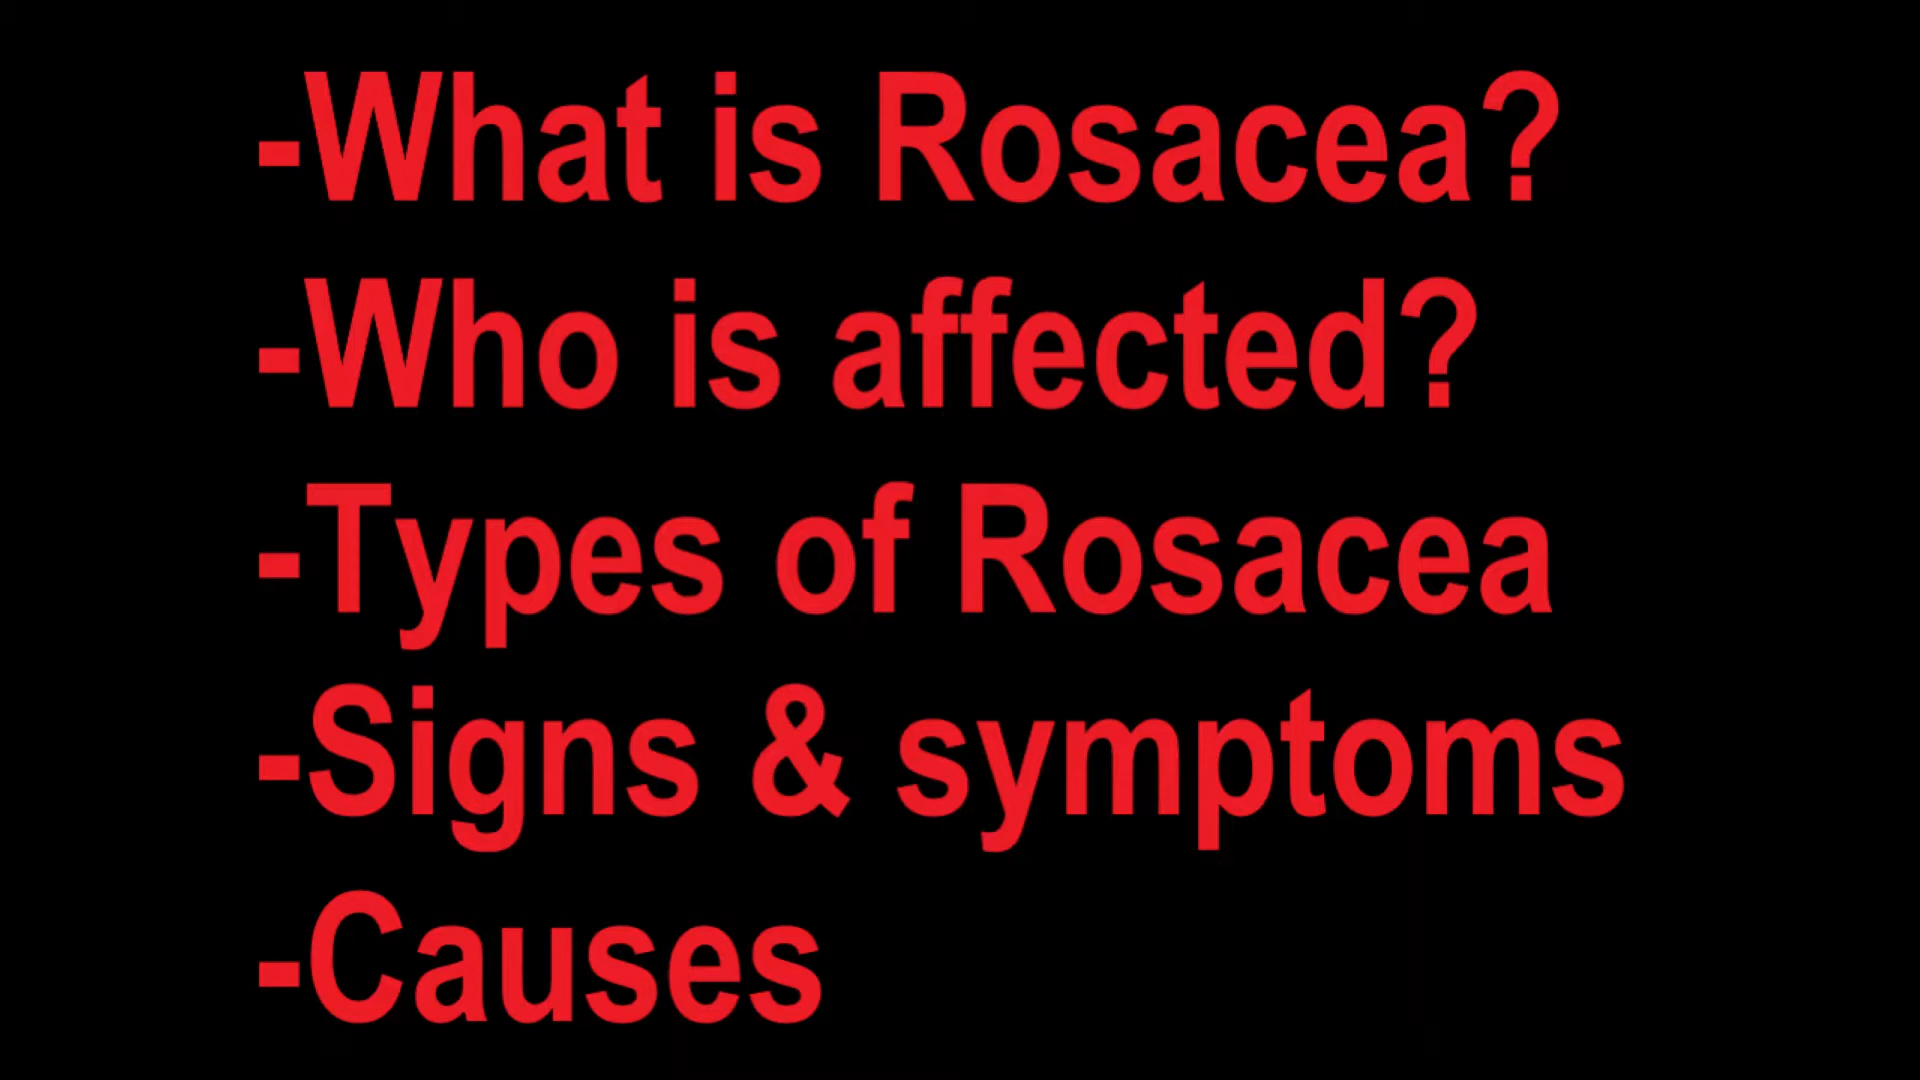 -What is Rosacea?
-Who is affected?
-Types of Rosacea
-Signs & symptoms
-Causes